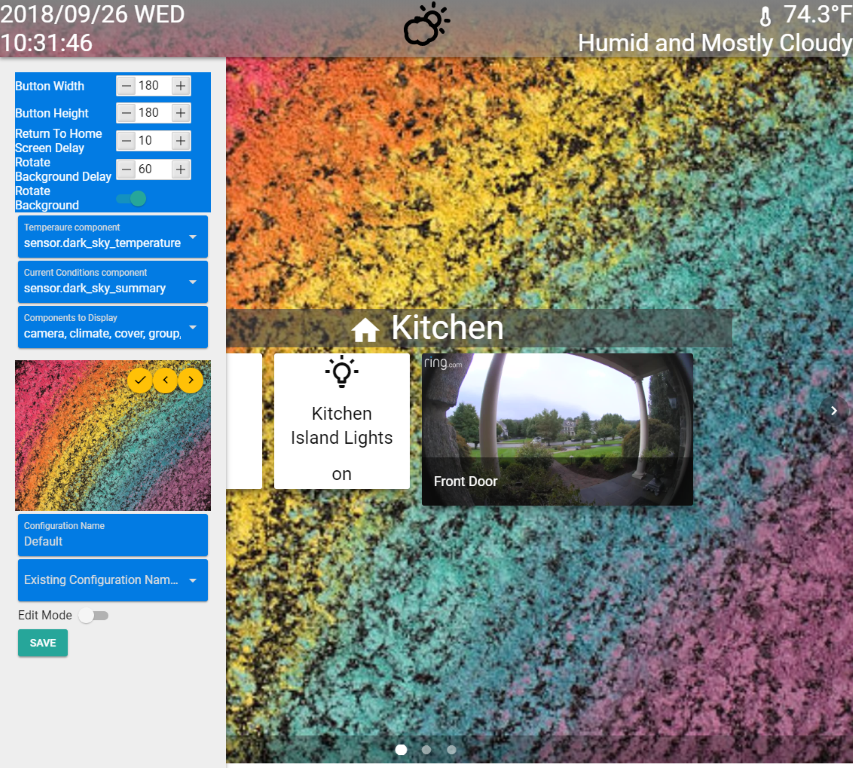 2018/09/26 WED
10:31:46
74.3°F
Humid and Mostly Cloudy
Button Width
180
Button Height
180
Return To Home
Screen Delay
10
Rotate
Background Delay
60
Rotate
Background
Temperaure component
sensor.dark_sky_temperature
Current Conditions component
sensor.dark_sky_summary
Components to Display
camera, climate, cover, group,
Configuration Name
Default
Existing Configuration Nam...
Edit Mode
SAVE
Kitchen
Kitchen
Island Lights
on
ring.com
Front Door